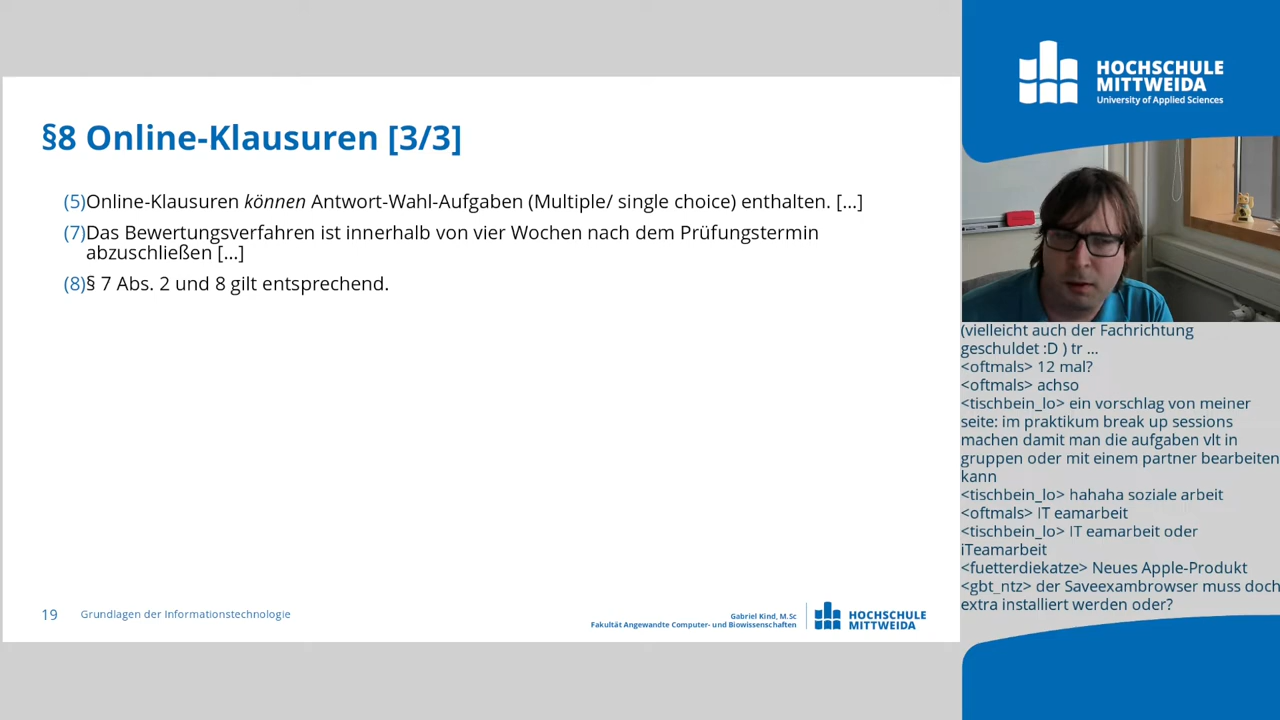 §8 Online-Klausuren [3/3]
(5)Online-Klausuren können Antwort-Wahl-Aufgaben (Multiple/ single choice) enthalten. [...]
(7)Das Bewertungsverfahren ist innerhalb von vier Wochen nach dem Prüfungstermin
abzuschließen [...]
(8)§ 7 Abs. 2 und 8 gilt entsprechend.
19
Grundlagen der Informationstechnologie
Gabriel Kind, M.Sc
Fakultät Angewandte Computer- und Biowissenschaften
HOCHSCHULE
MITTWEIDA
HOCHSCHULE
MITTWEIDA
University of Applied Sciences
(vielleicht auch der Fachrichtung
geschuldet :D ) tr ...
<oftmals> 12 mal?
<oftmals> achso
<tischbein_lo> ein vorschlag von meiner
seite: im praktikum break up sessions
machen damit man die aufgaben vlt in
gruppen oder mit einem partner bearbeiten
kann
<tischbein_lo> hahaha soziale arbeit
<oftmals> IT eamarbeit
<tischbein_lo> IT eamarbeit oder
iTeamarbeit
<fuetterdiekatze> Neues Apple-Produkt
<gbt_ntz> der Saveexambrowser muss doch
extra installiert werden oder?